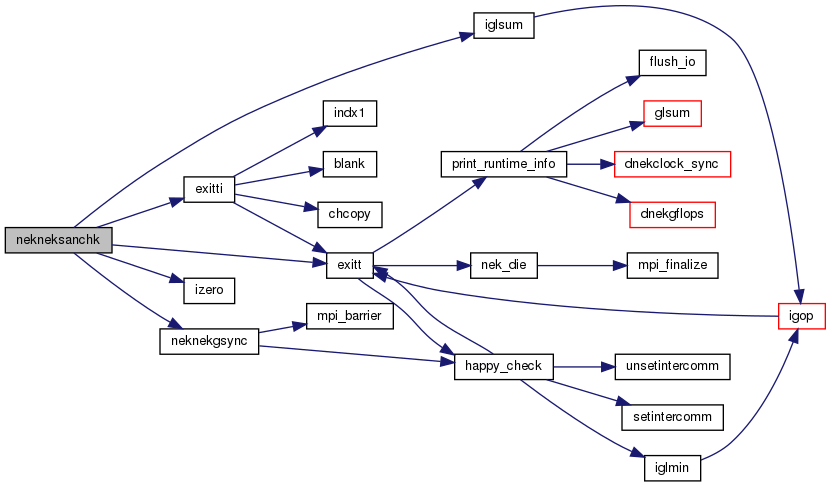 iglsum
flush_io
indx1
glsum
blank
print_runtime_info
dnekclock_sync
exitti
chcopy
dnekgflops
nekneksanchk
exitt
nek_die
mpi_finalize
izero
mpi_barrier
igop
neknekgsync
happy_check
unsetintercomm
setintercomm
iglmin